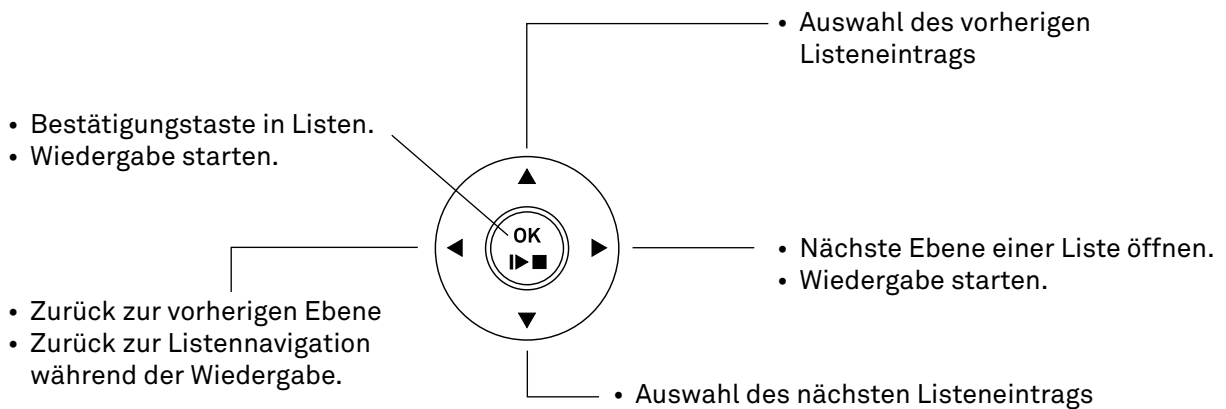 • Auswahl des vorherigen
Listeneintrags
• Bestätigungstaste in Listen.
• Wiedergabe starten.
OK
• Nächste Ebene einer Liste öffnen.
• Wiedergabe starten.
• Zurück zur vorherigen Ebene
• Zurück zur Listennavigation
während der Wiedergabe.
• Auswahl des nächsten Listeneintrags